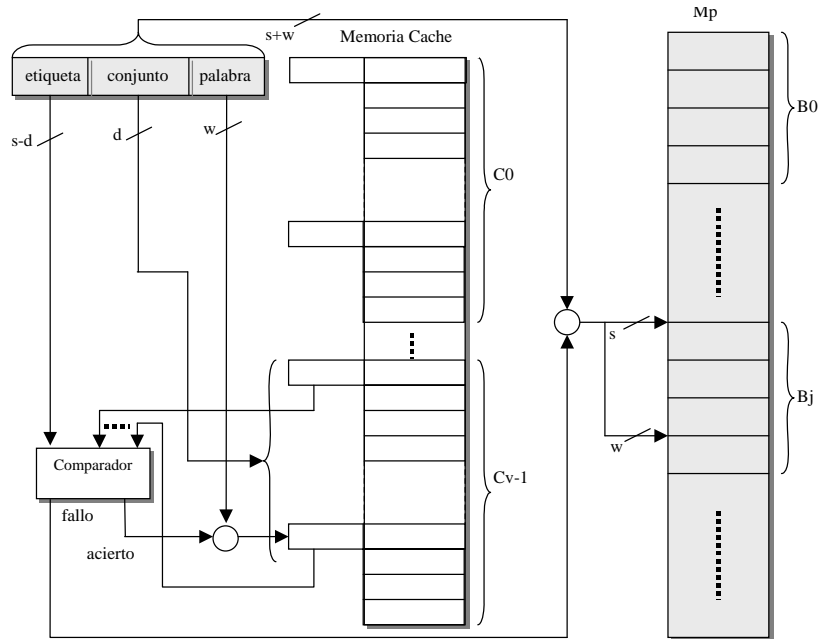 Mp
s+w
Memoria Cache
etiqueta conjunto palabra
B0
s-d
d
w
C0
s
Bj
w
Comparador
Cv-1
fallo
acierto